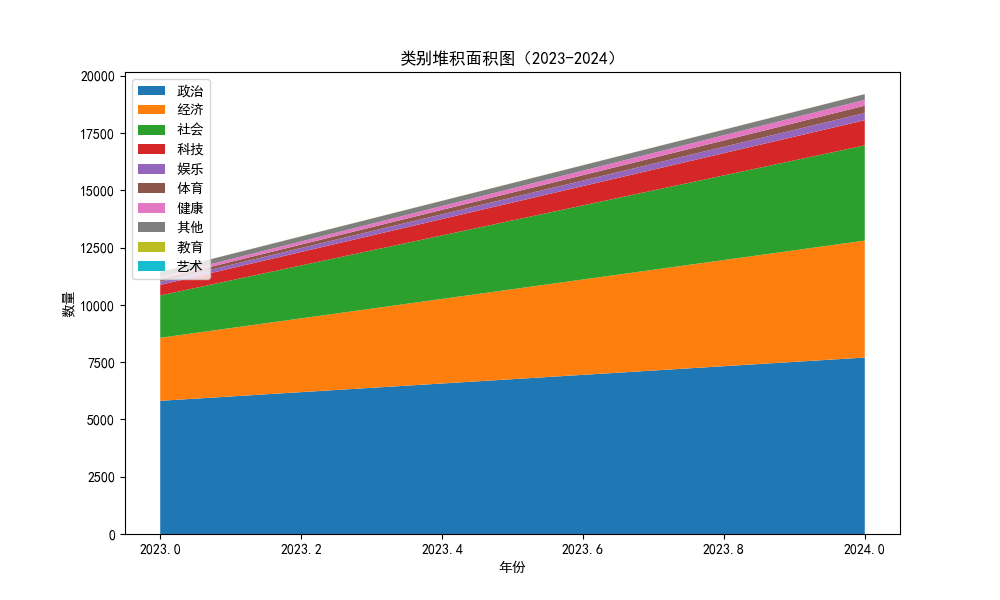 类别堆积面积图（2023-2024）
20000
17500
15000
12500
10000
7500
5000
2500
0
数量
政治
经济
社会
科技
娱乐
体育
健康
其他
教育
艺术
2023.0 2023.2 2023.4 2023.6 2023.8 2024.0
年份